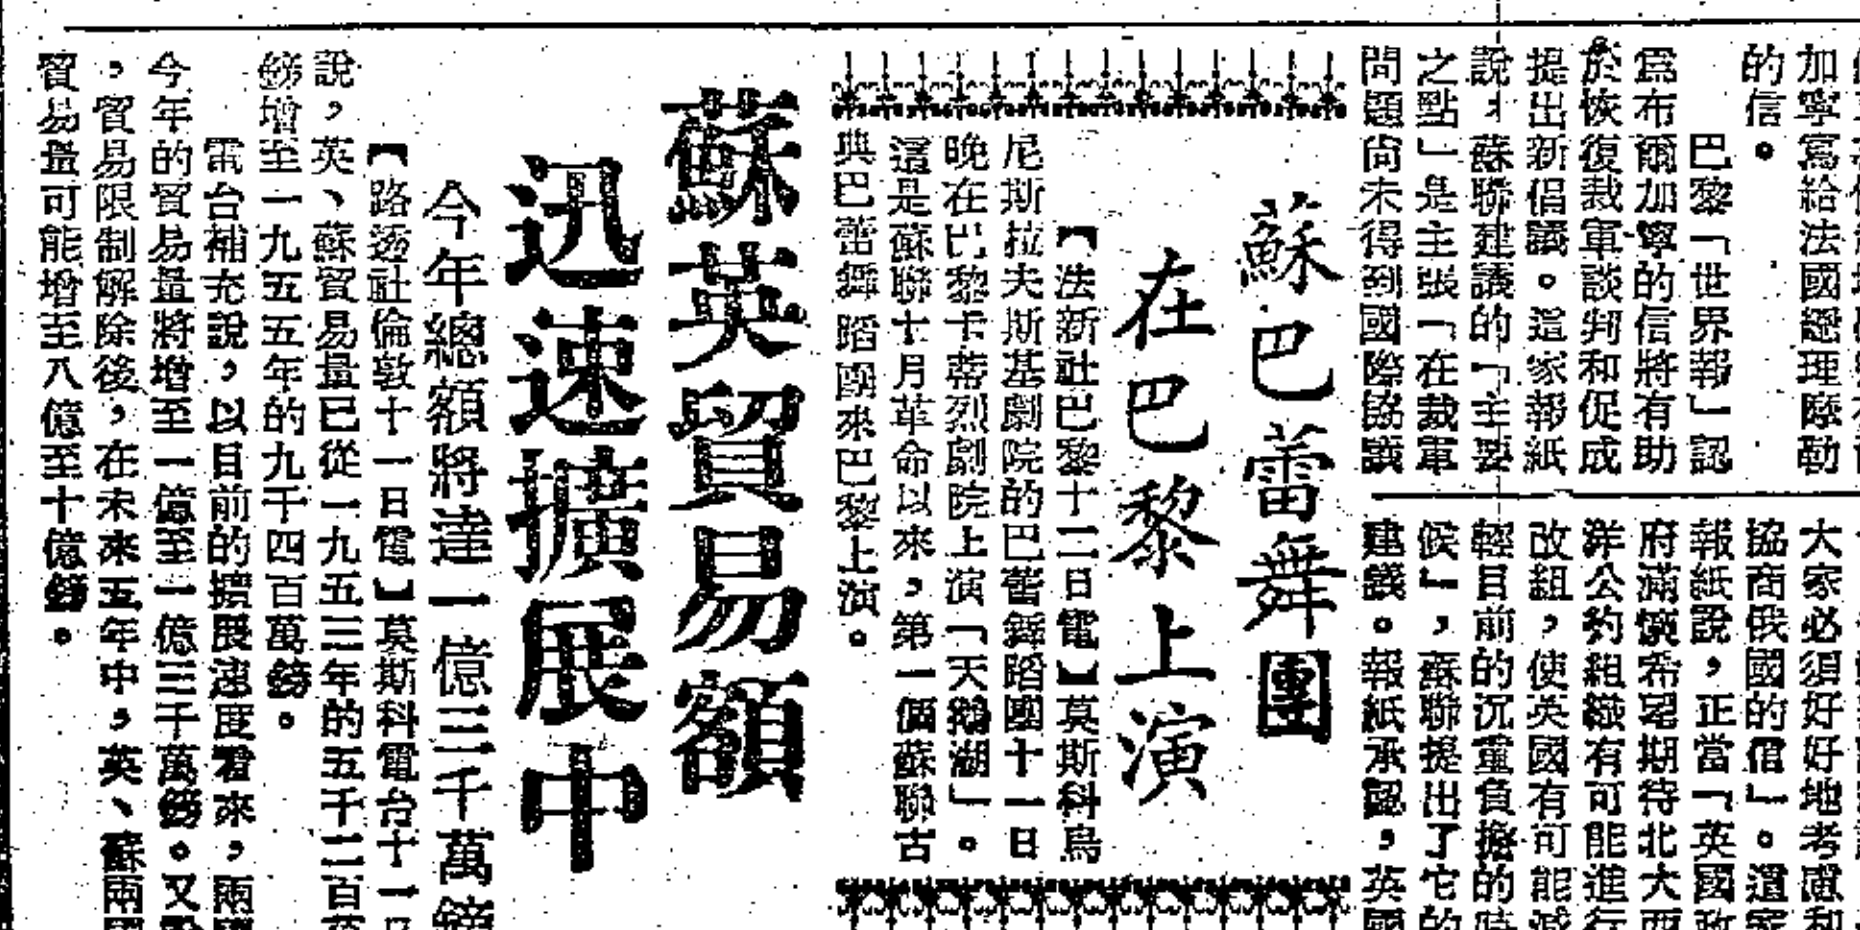 加寧寫給法國總理摩勒
的信。
巴黎「世界報」認
爲布爾加寧的信將有助
於恢復裁軍談判和促成
提出新倡議。這家報紙
說，蘇聯建議的「主要
之點」是主張「在裁軍
問題尚未得到國際協議
大家必須好好地考慮和
協商俄國的信」。這家
報紙說，正當「英國政
府滿懷希望期待北大西
洋公約組織有可能進行
改組，使英國有可能減
輕目前的沉重負擔的時
候」，蘇聯提出了它的
建議。報紙承認，英國
蘇巴蕾舞團
在巴黎上演
【法新社巴黎十二日電】莫斯科烏
尼斯拉夫斯基劇院的巴蕾舞蹈團十一日
晚在巴黎卡蒂烈劇院上演「天鵝湖」。
這是蘇聯十月革命以來，第一個蘇聯古
典巴蕾舞蹈團來巴黎上演。
蘇英貿易額
迅速擴展中
今年總額將達一億三千萬鎊
【路透社倫敦十一日電】莫斯科電台十一日
說，英、蘇貿易量已從一九五三年的五千二百萬
鎊增至一九五五年的九千四百萬鎊。
電台補充說，以目前的擴展速度看來，兩
今年的貿易量將增至一億至一億三千萬鎊。又
，貿易限制解除後，在未來五年中，英、蘇兩國
貿易量可能增至八億至十億鎊。